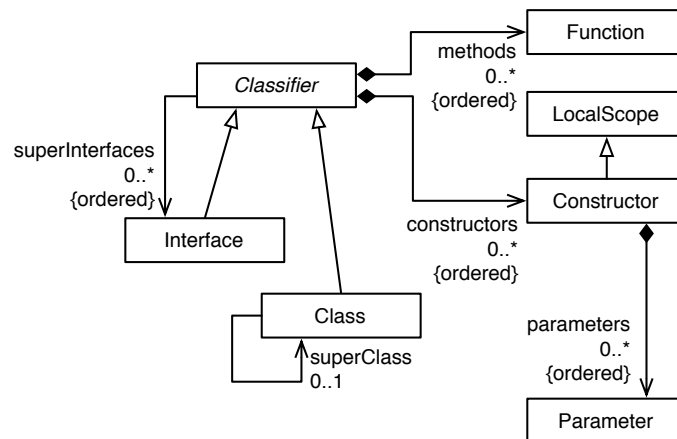 Function
methods
0..*
{ordered}
Classifier
LocalScope
superInterfaces
0..*
{ordered}
Constructor
constructors
0..*
{ordered}
Interface
Class
superClass
0..1
parameters
0..*
{ordered}
Parameter